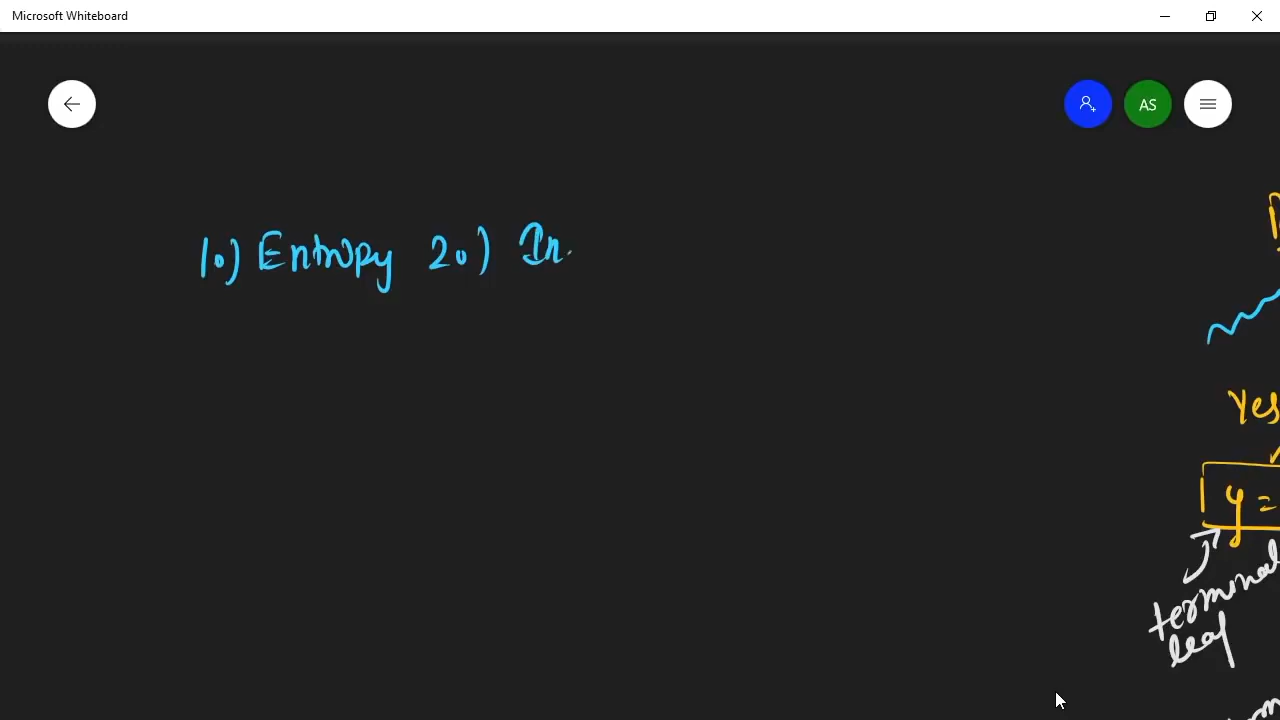 Microsoft Whiteboard
AS
1.) Entropy 2.) In
Yes
y =
terminal
leaf